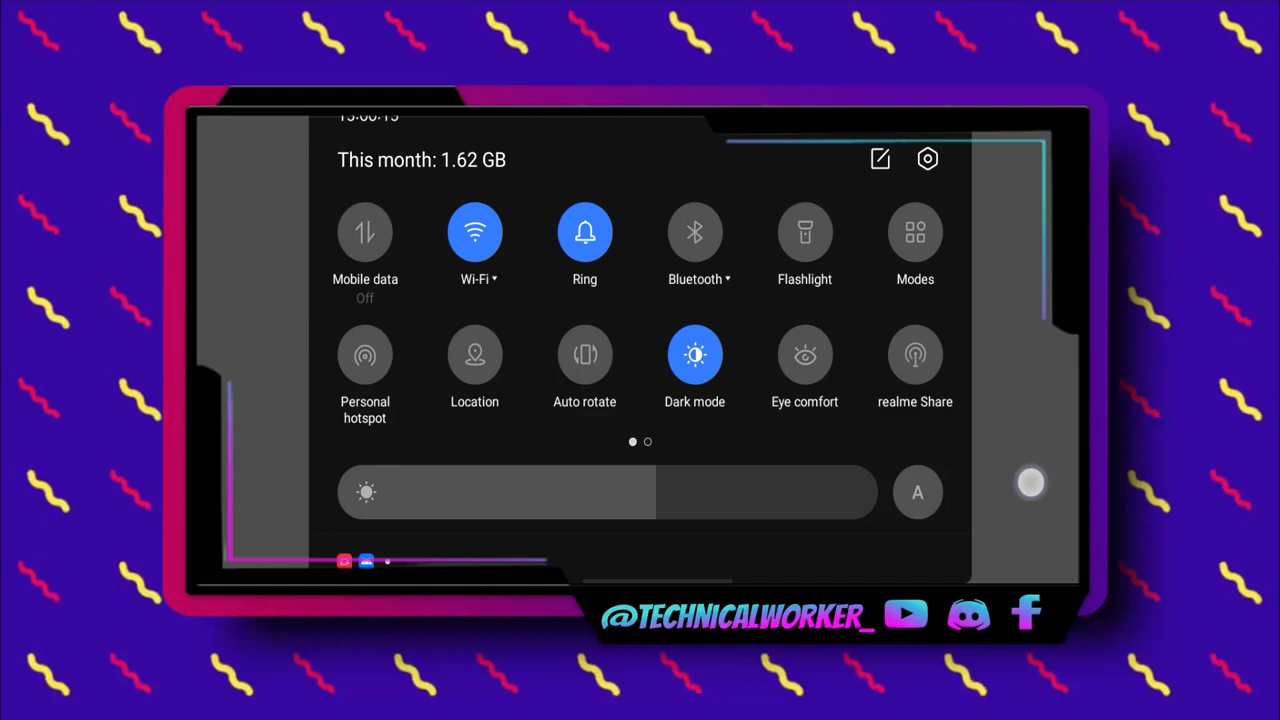 This month: 1.62 GB
Mobile data
Off
Wi-Fi
Ring
Bluetooth
Flashlight
Modes
Personal
hotspot
Location
Auto rotate
Dark mode
Eye comfort
realme Share
A
@TECHNICALWORKER_